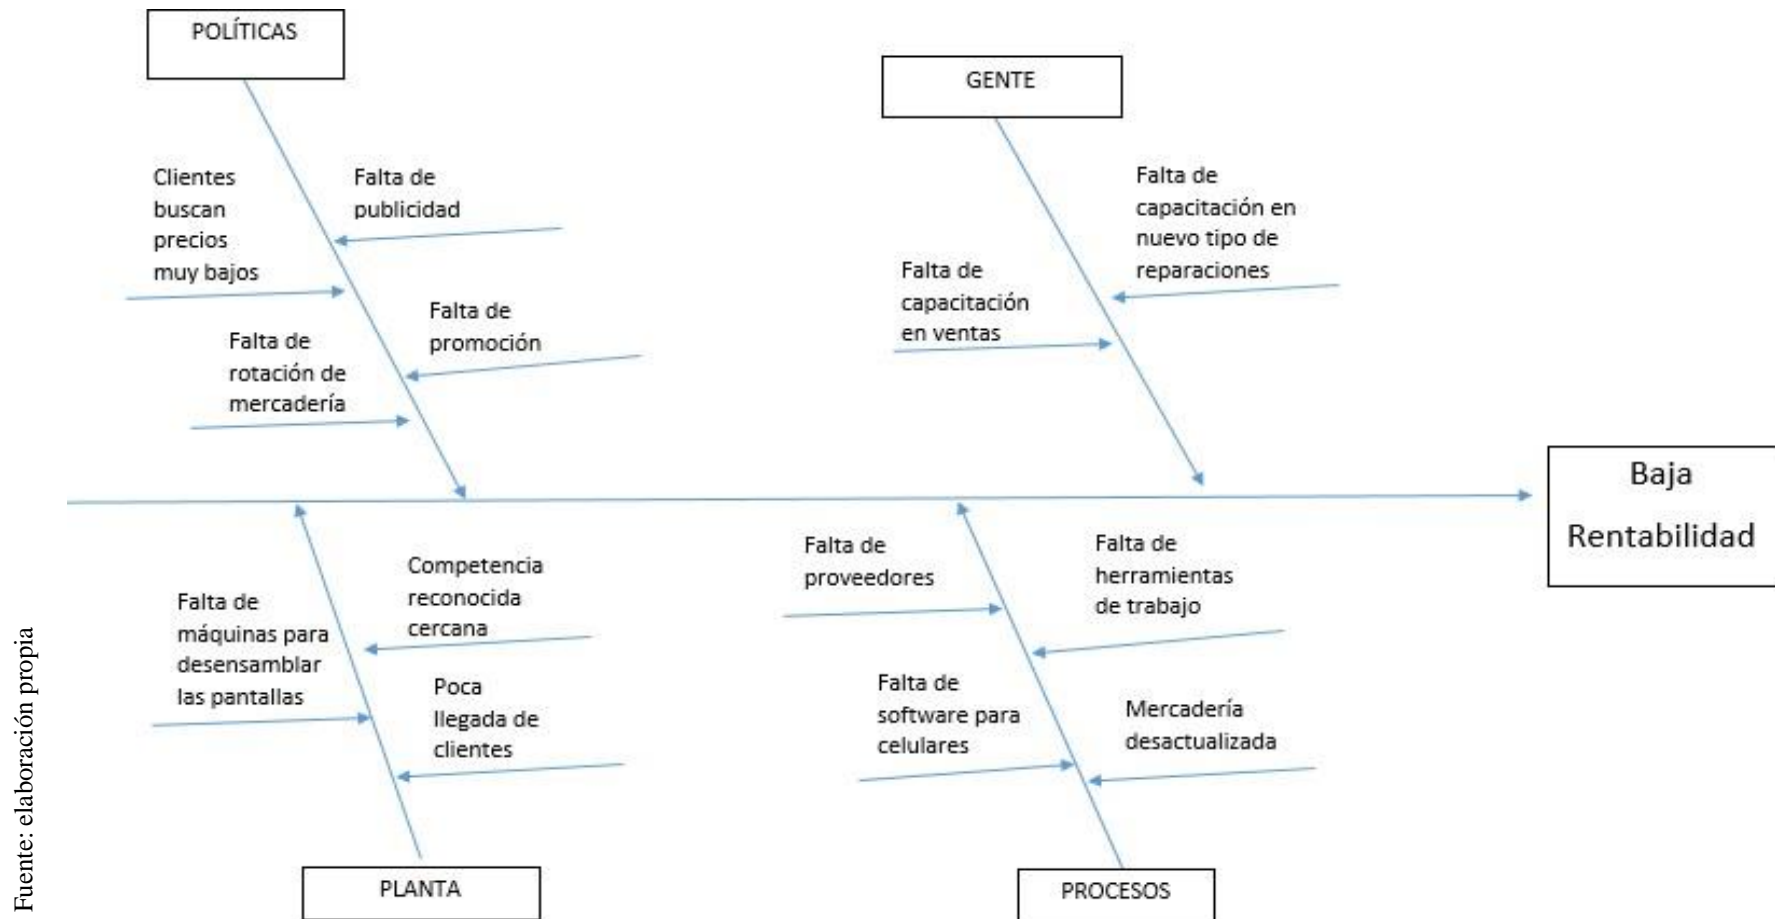 POLÍTICAS
GENTE
Clientes
buscan
precios
muy bajos
Falta de
publicidad
Falta de
rotación de
mercadería
Falta de
promoción
Falta de
capacitación
en ventas
Falta de
capacitación en
nuevo tipo de
reparaciones
Baja
Rentabilidad
Falta de
máquinas para
desensamblar
las pantallas
Competencia
reconocida
cercana
Poca
llegada de
clientes
Falta de
proveedores
Falta de
herramientas
de trabajo
Falta de
software para
celulares
Mercadería
desactualizada
PLANTA
PROCESOS
Fuente: elaboración propia